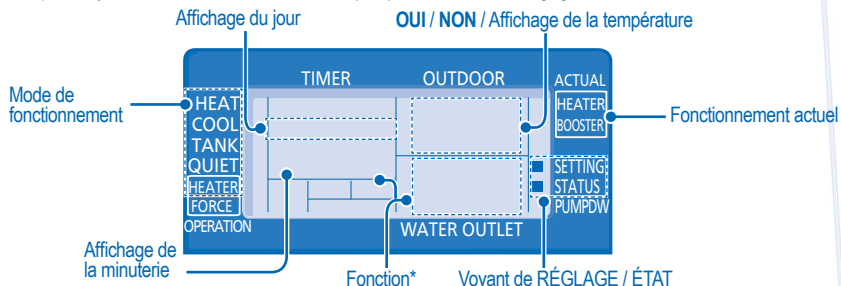 Affichage du jour
OUI / NON / Affichage de la température
TIMER
OUTDOOR
ACTUAL
Mode de
fonctionnement
HEAT
COOL
TANK
QUIET
HEATER
FORCE
OPERATION
HEATER
BOOSTER
Fonctionnement actuel
SETTING
STATUS
PUMPDW
WATER OUTLET
Affichage de
la minuterie
Fonction*
Voyant de RÉGLAGE / ÉTAT